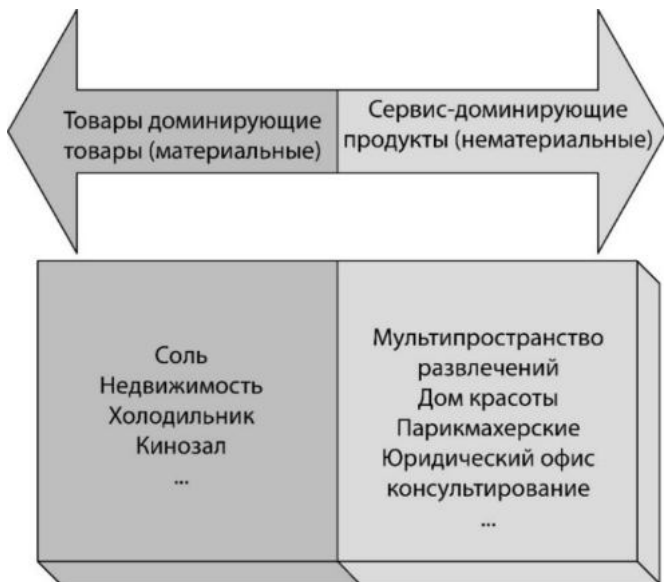 Товары доминирующие
товары (материальные)
Сервис-доминирующие
продукты (нематериальные)
Соль
Недвижимость
Холодильник
Кинозал
...
Мультипространство
развлечений
Дом красоты
Парикмахерские
Юридический офис
консультирование
...